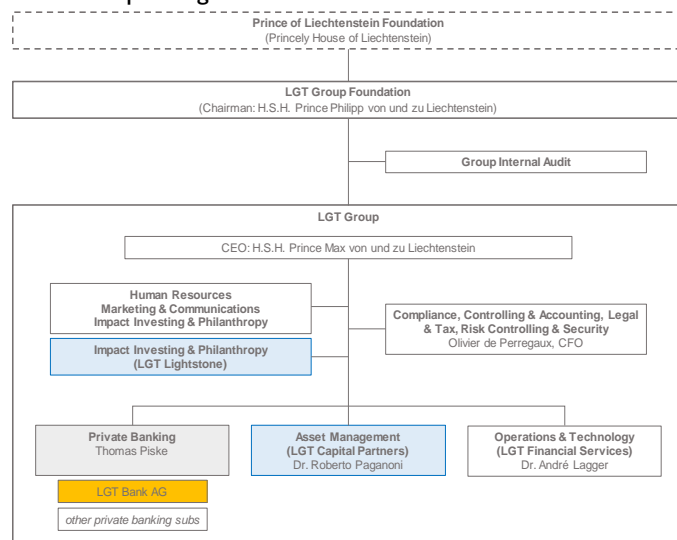 Prince of Liechtenstein Foundation
(Princely House of Liechtenstein)
LGT Group Foundation
(Chairman: H.S.H. Prince Philipp von und zu Liechtenstein)
Group Internal Audit
LGT Group
CEO: H.S.H. Prince Max von und zu Liechtenstein
Human Resources
Marketing & Communications
Impact Investing & Philanthropy
Compliance, Controlling & Accounting, Legal
& Tax, Risk Controlling & Security
Olivier de Perregaux, CFO
Impact Investing & Philanthropy
(LGT Lightstone)
Private Banking
Thomas Piske
Asset Management
(LGT Capital Partners)
Dr. Roberto Paganoni
Operations & Technology
(LGT Financial Services)
Dr. André Lagger
LGT Bank AG
other private banking subs